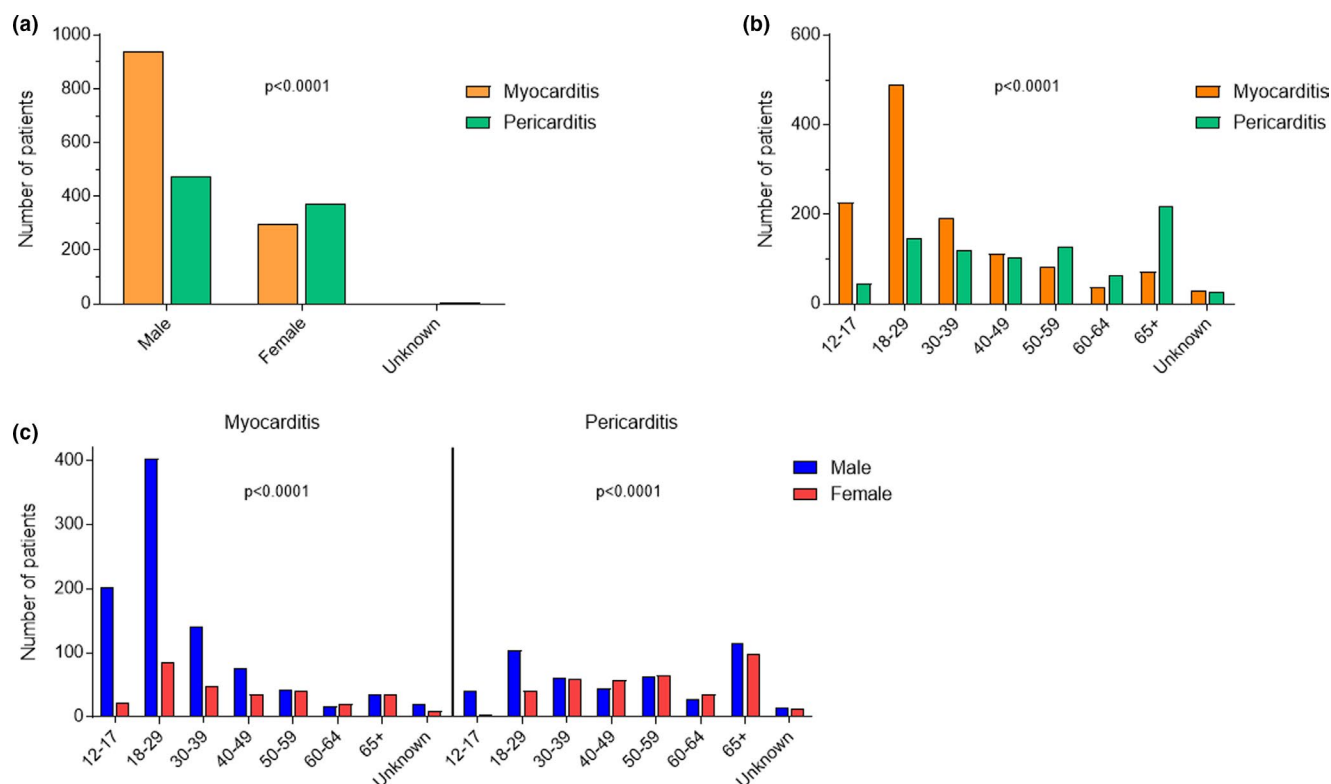 (a)
1000
800
600
400
200
0
Number of patients
p<0.0001
Myocarditis
Pericarditis
Male
Female
Unknown
(b)
600
400
200
0
Number of patients
p<0.0001
Myocarditis
Pericarditis
12-17
18-29
30-39
40-49
50-59
60-64
65+
Unknown
(c)
Myocarditis
Pericarditis
400
300
200
100
0
Number of patients
p<0.0001
p<0.0001
Male
Female
12-17
18-29
30-39
40-49
50-59
60-64
65+
Unknown
12-17
18-29
30-39
40-49
50-59
60-64
65+
Unknown